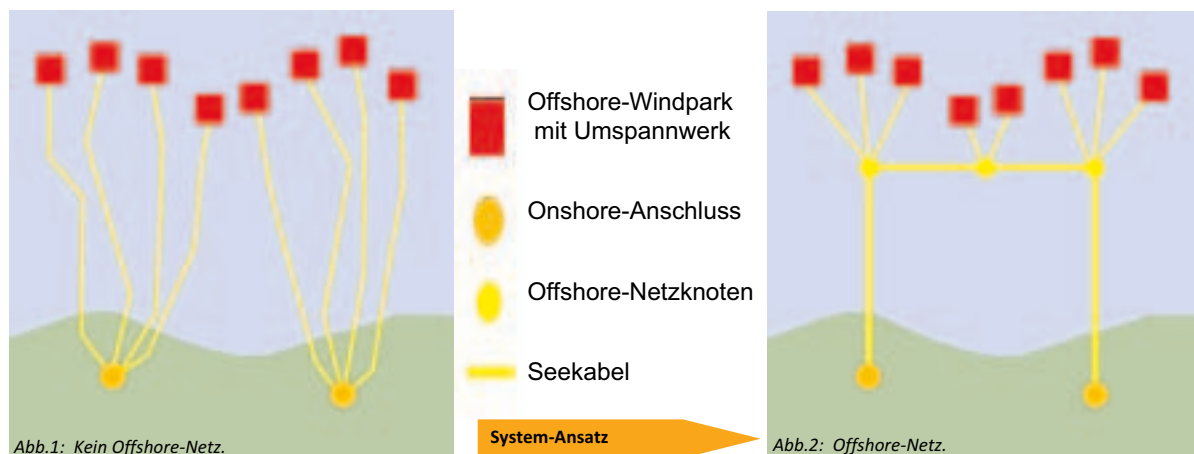 Offshore-Windpark
mit Umspannwerk
Onshore-Anschluss
Offshore-Netzknoten
Seekabel
System-Ansatz
Abb.1: Kein Offshore-Netz.
Abb.2: Offshore-Netz.